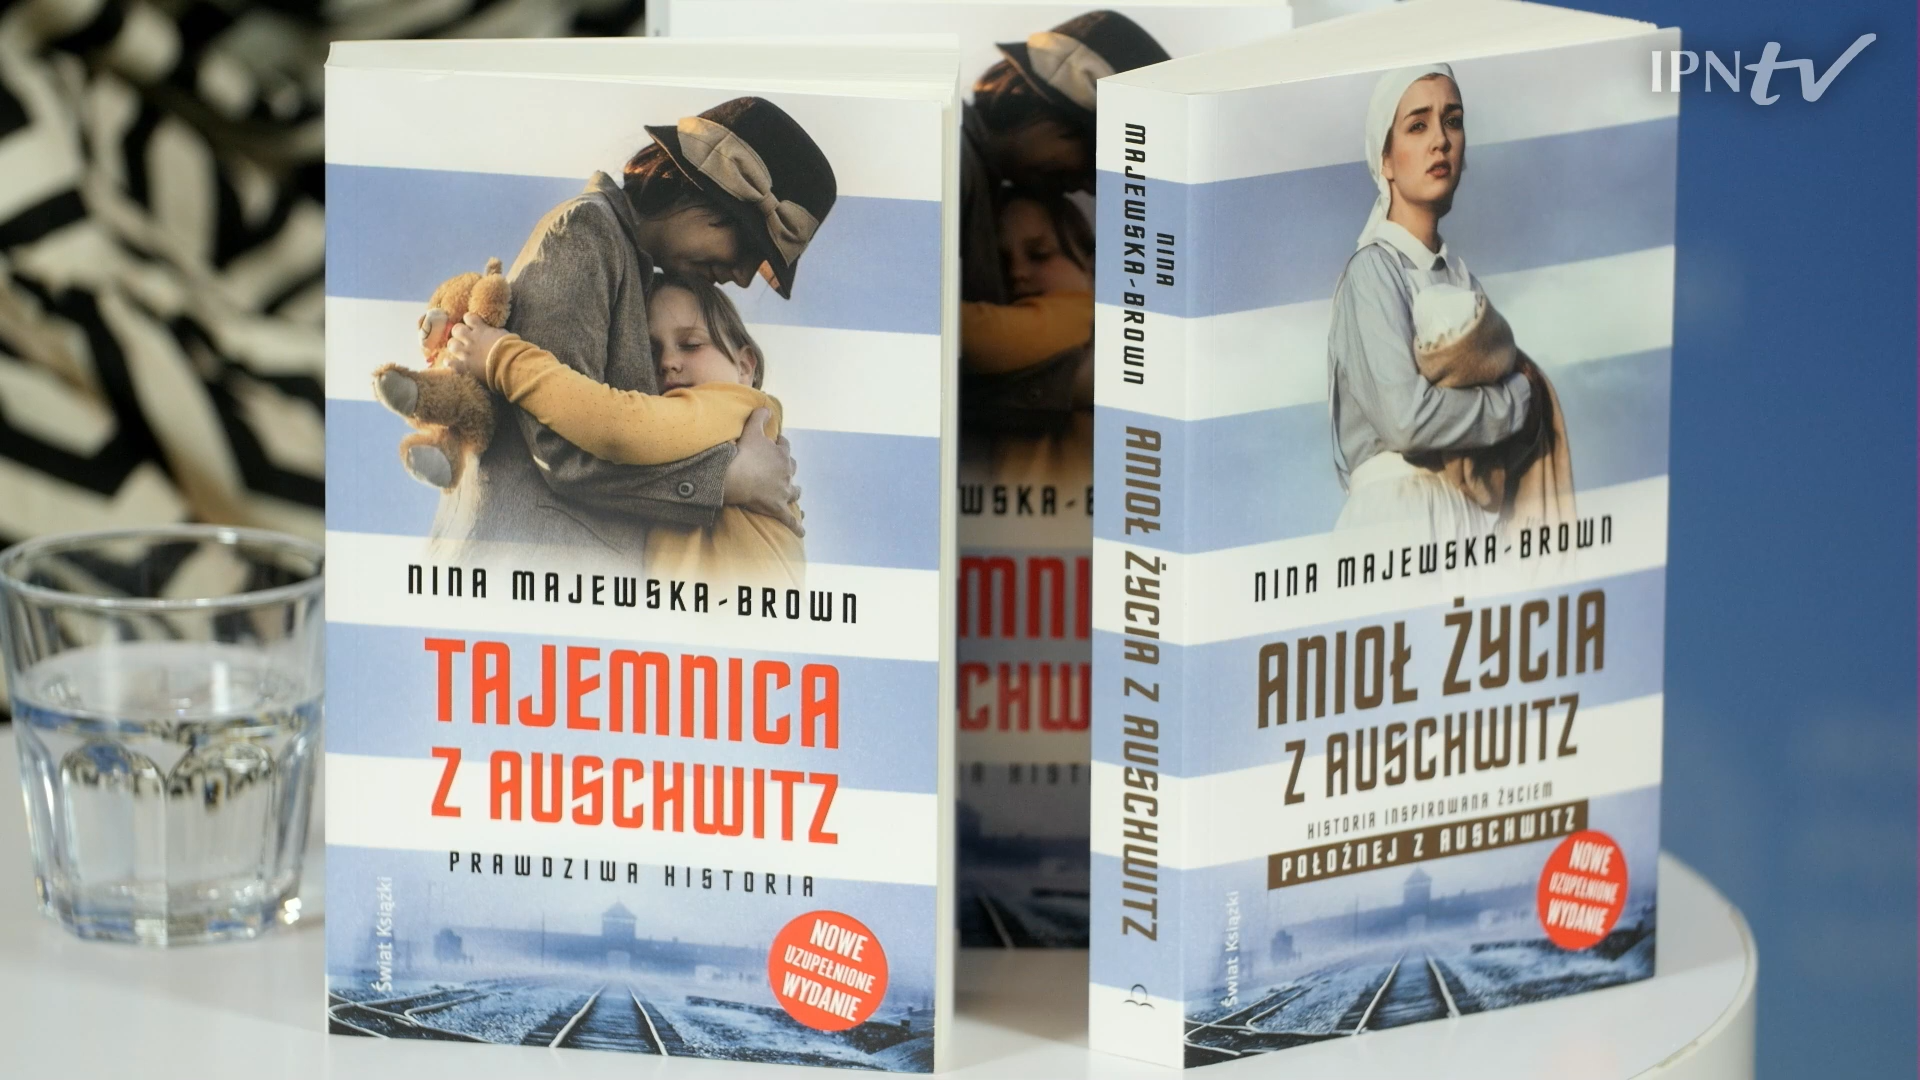 IPNtv
NINA MAJEWSKA-BROWN
TAJEMNICA
Z AUSCHWITZ
PRAWDZIWA HISTORIA
NOWE
UZUPEŁNIONE
WYDANIE
Świat Książki
NINA
MAJEWSKA-BROWN
ANIOŁ ŻYCIA Z AUSCHWITZ
NINA MAJEWSKA-BROWN
ANIOŁ ŻYCIA
Z AUSCHWITZ
HISTORIA INSPIROWANA ŻYCIEM
POŁOŻNEJ Z AUSCHWITZ
NOWE
UZUPEŁNIONE
WYDANIE
Świat Książki